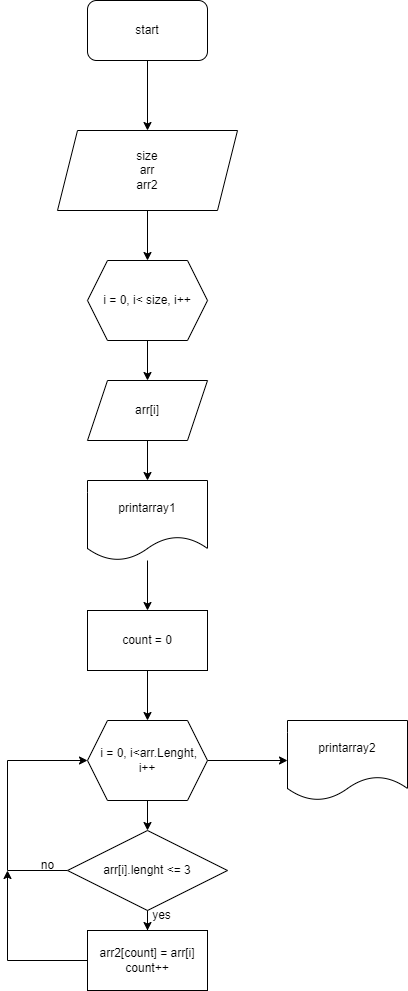 start
size
arr
arr2
i = 0, i< size, i++
arr[i]
printarray1
count = 0
i = 0, i<arr.Lenght,
i++
printarray2
arr[i].lenght <= 3
no
yes
arr2[count] = arr[i]
count++